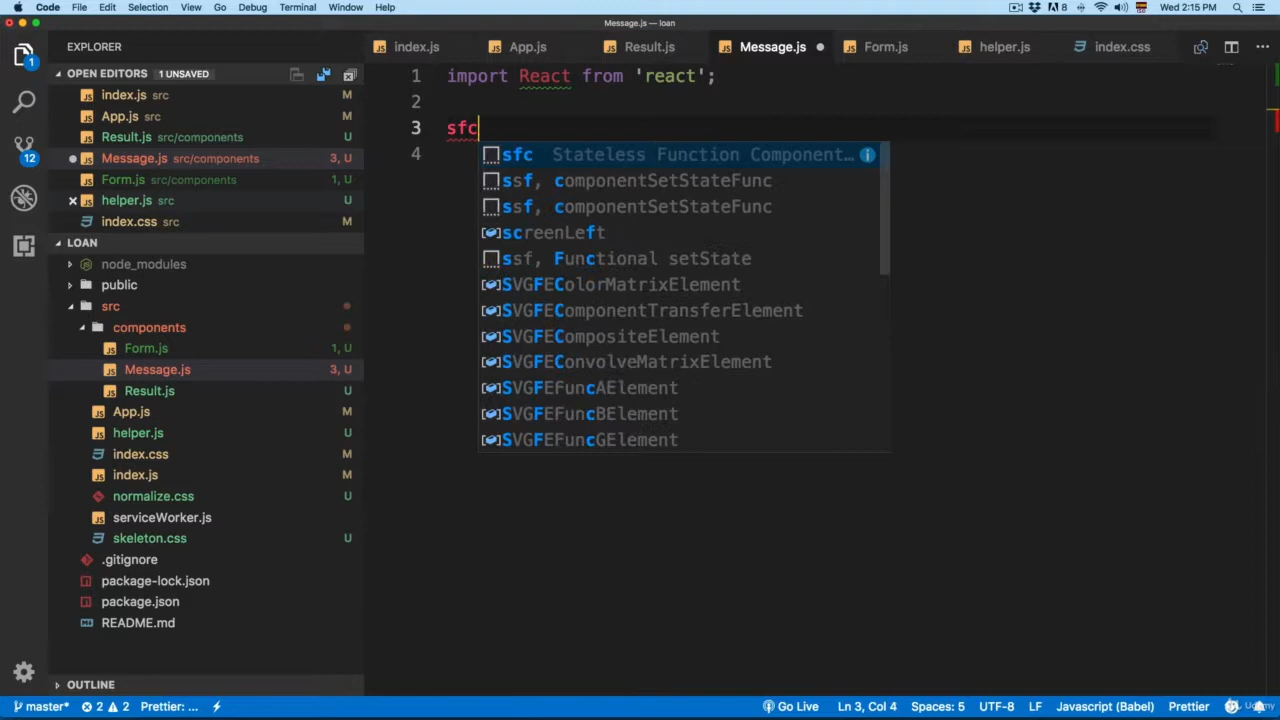 Code File Edit Selection View Go Debug Terminal Window Help 8 Wed 2:15 PM
Message.js — loan
EXPLORER
index.js App.js Result.js Message.js Form.js helper.js index.css
OPEN EDITORS 1 UNSAVED
index.js src M
App.js src M
Result.js src/components U
Message.js src/components 3, U
Form.js src/components 1, U
helper.js src U
index.css src M
LOAN
node_modules
public
src
components
Form.js 1, U
Message.js 3, U
Result.js U
App.js M
helper.js U
index.css M
index.js M
normalize.css U
serviceWorker.js
skeleton.css U
.gitignore
package-lock.json
package.json
README.md
OUTLINE
1 import React from 'react';
2
3 sfc
4
sfc Stateless Function Component…
ssf, componentSetStateFunc
ssf, componentSetStateFunc
screenLeft
ssf, Functional setState
SVGFEColorMatrixElement
SVGFEComponentTransferElement
SVGFECompositeElement
SVGFEConvolveMatrixElement
SVGFEFuncAElement
SVGFEFuncBElement
SVGFEFuncGElement
1
12
master* 2 2 Prettier: ... Go Live Ln 3, Col 4 Spaces: 5 UTF-8 LF Javascript (Babel) Prettier
Udemy